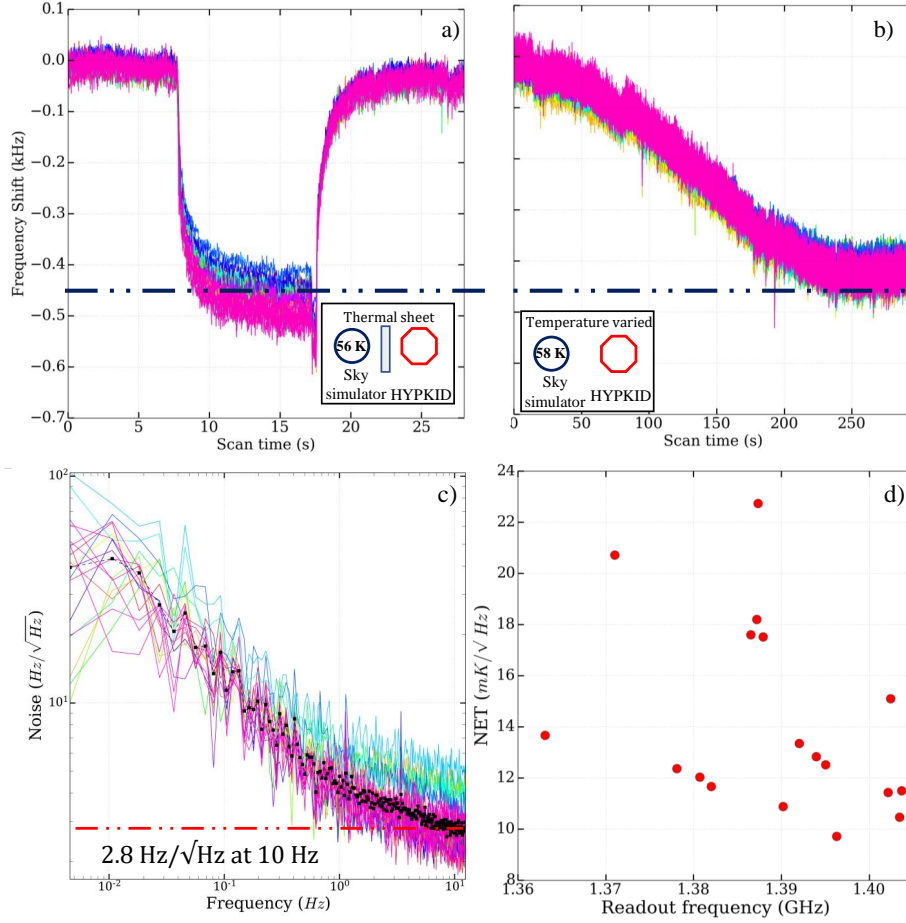 a)
0.1
0.0
−0.1
−0.2
−0.3
−0.4
−0.5
−0.6
−0.7
Frequency Shift (kHz)
0 5 10 15 20 25
Scan time (s)
Thermal sheet
56 K
Sky
simulator HYPKID
b)
0 50 100 150 200 250
Scan time (s)
Temperature varied
58 K
Sky
simulator HYPKID
c)
10²
10¹
Noise (Hz/√Hz)
2.8 Hz/√Hz at 10 Hz
10⁻² 10⁻¹ 10⁰ 10¹
Frequency (Hz)
d)
24
22
20
18
16
14
12
10
8
NET (mK/√Hz)
1.36 1.37 1.38 1.39 1.40
Readout frequency (GHz)